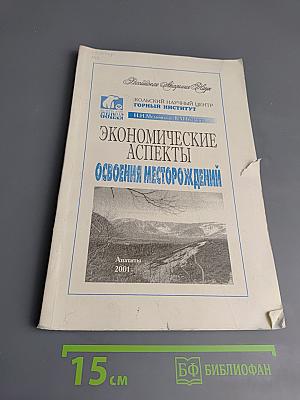 Российская Академия Наук
КОЛЬСКИЙ НАУЧНЫЙ ЦЕНТР
ГОРНЫЙ ИНСТИТУТ
ЭКОНОМИЧЕСКИЕ
АСПЕКТЫ
ОСВОЕНИЯ МЕСТОРОЖДЕНИЙ
Апатиты
2001
15 см
БФ БИБЛИОФАН